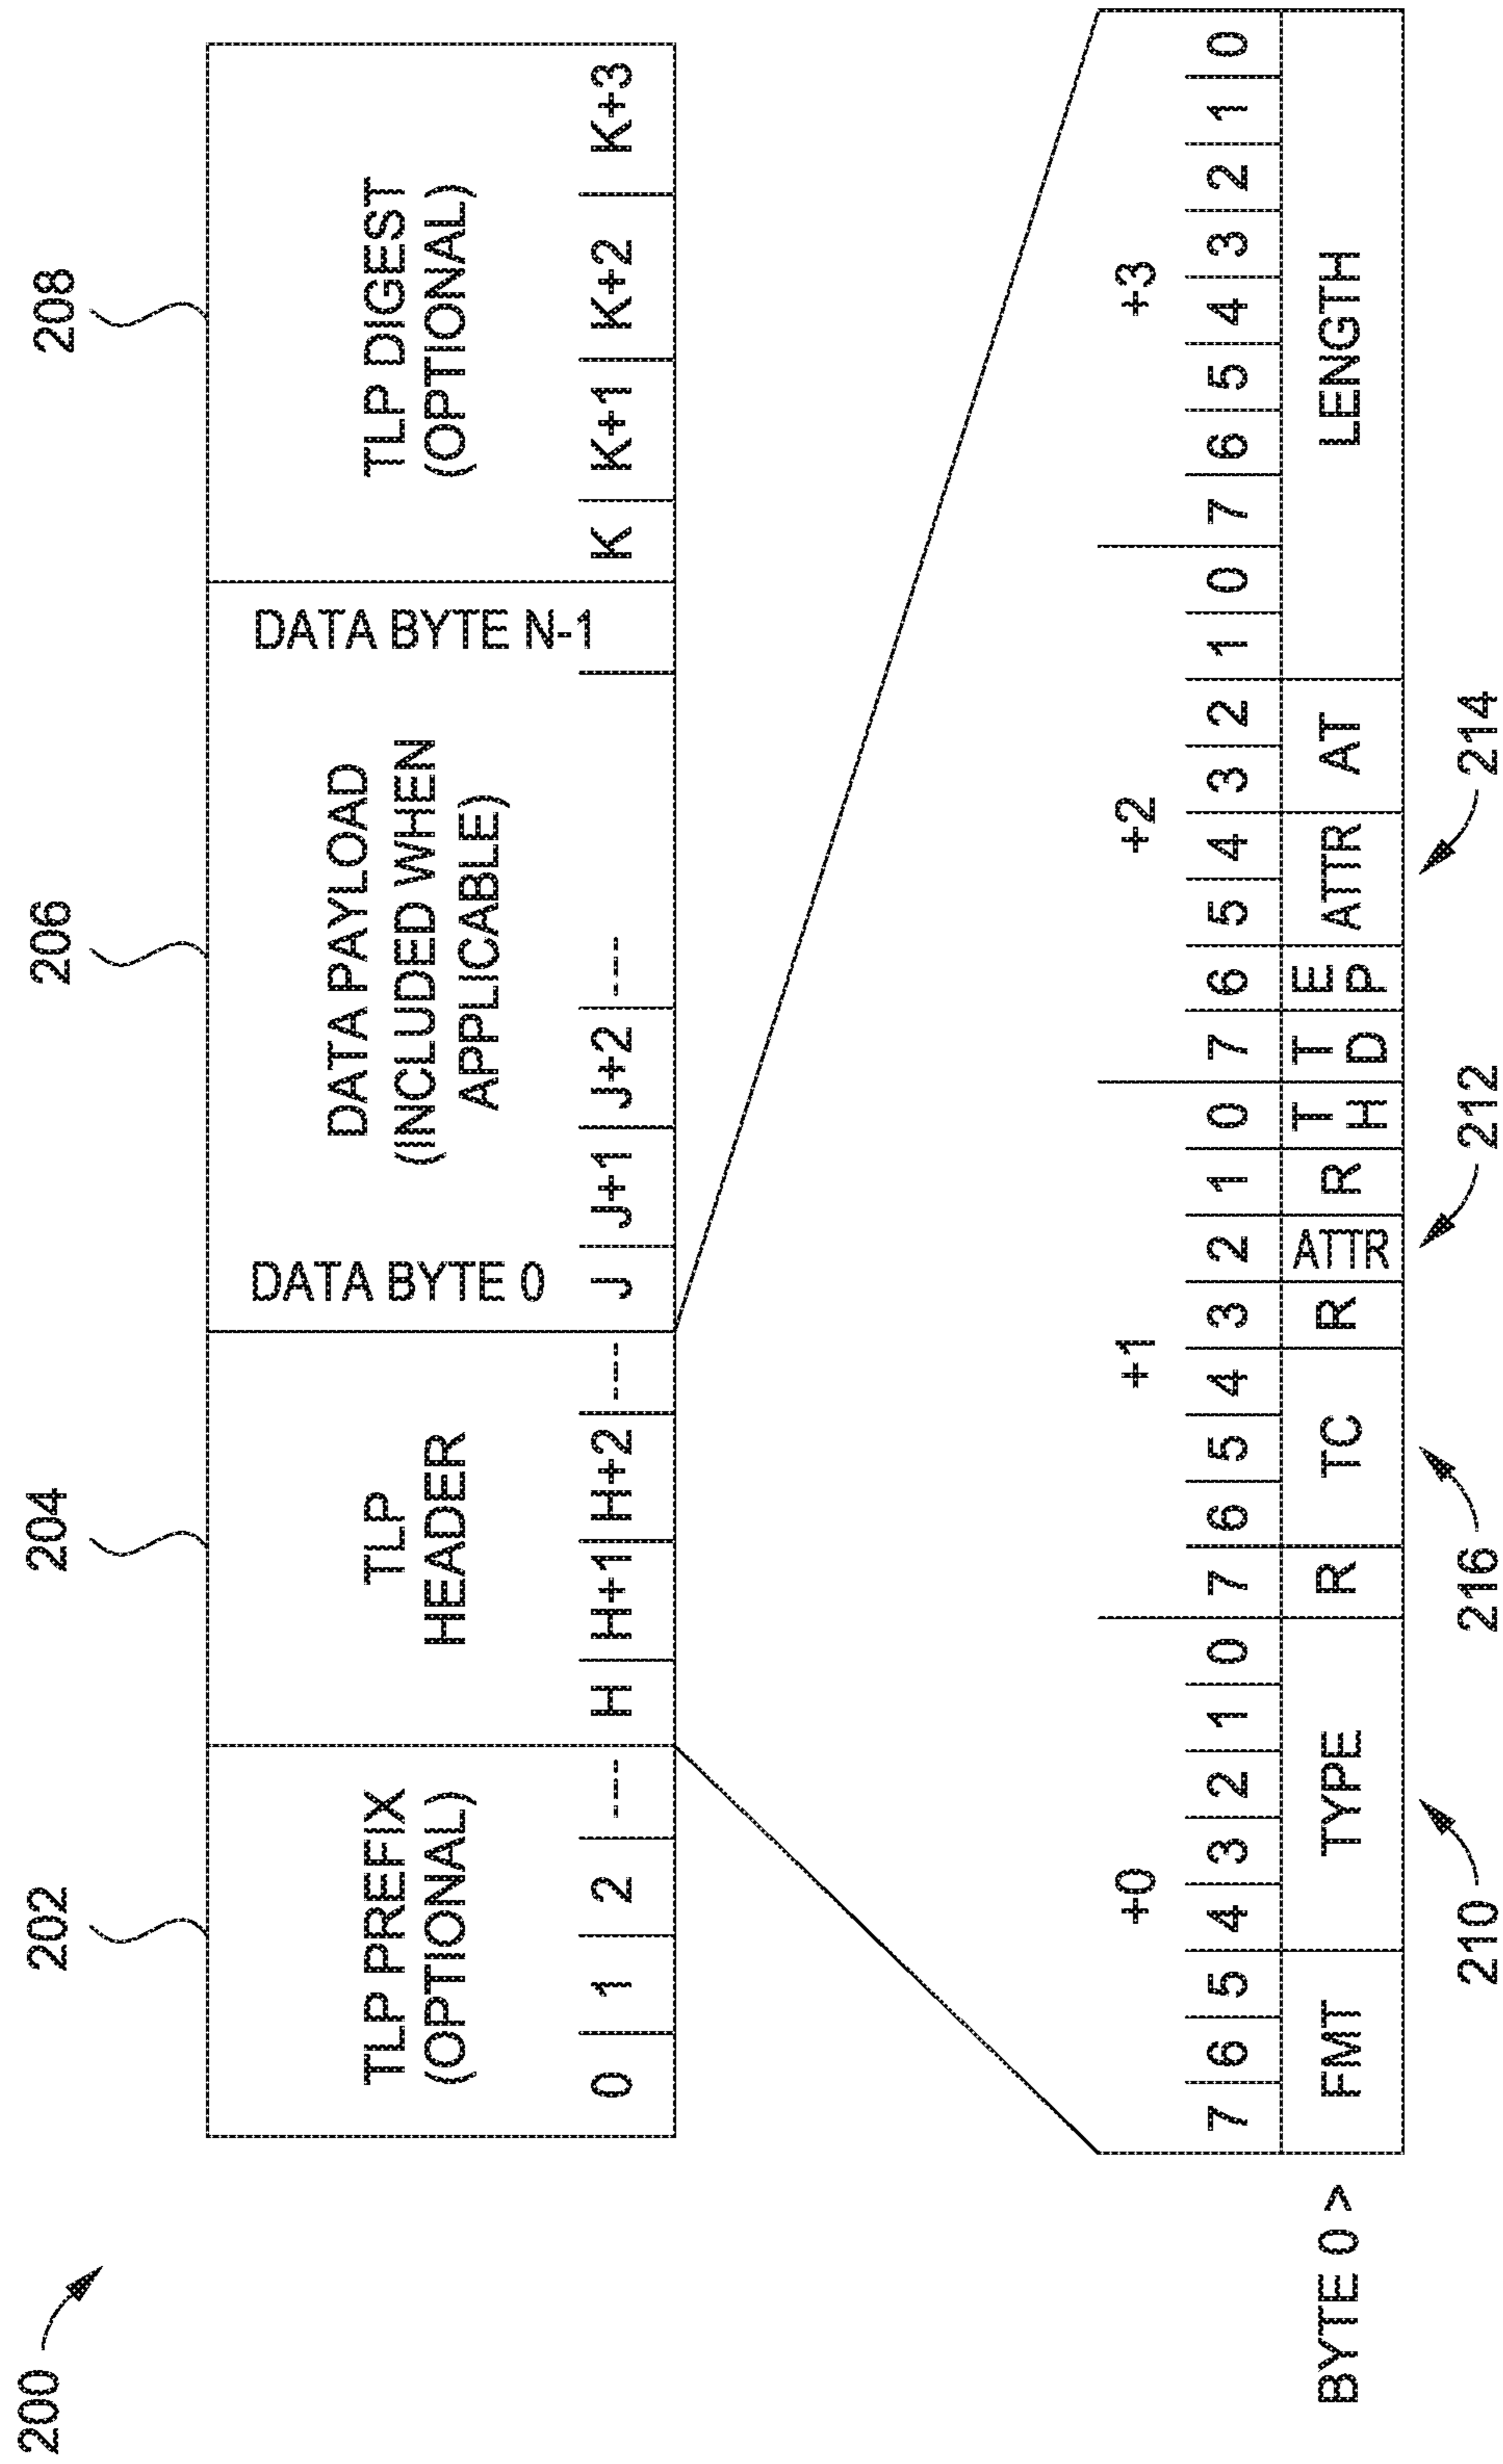 200
202
204
206
208
TLP PREFIX
(OPTIONAL)
0 1 2 ---
TLP
HEADER
H H+1 H+2 ---
DATA BYTE 0
DATA PAYLOAD
(INCLUDED WHEN
APPLICABLE)
DATA BYTE N-1
J J+1 J+2 ---
TLP DIGEST
(OPTIONAL)
K K+1 K+2 K+3
+0 +1 +2 +3
7 6 5 4 3 2 1 0 7 6 5 4 3 2 1 0 7 6 5 4 3 2 1 0 7 6 5 4 3 2 1 0
BYTE 0 >
FMT
TYPE
R
TC
R
ATTR
R
T
H
T
D
E
P
ATTR
AT
LENGTH
210
216
212
214